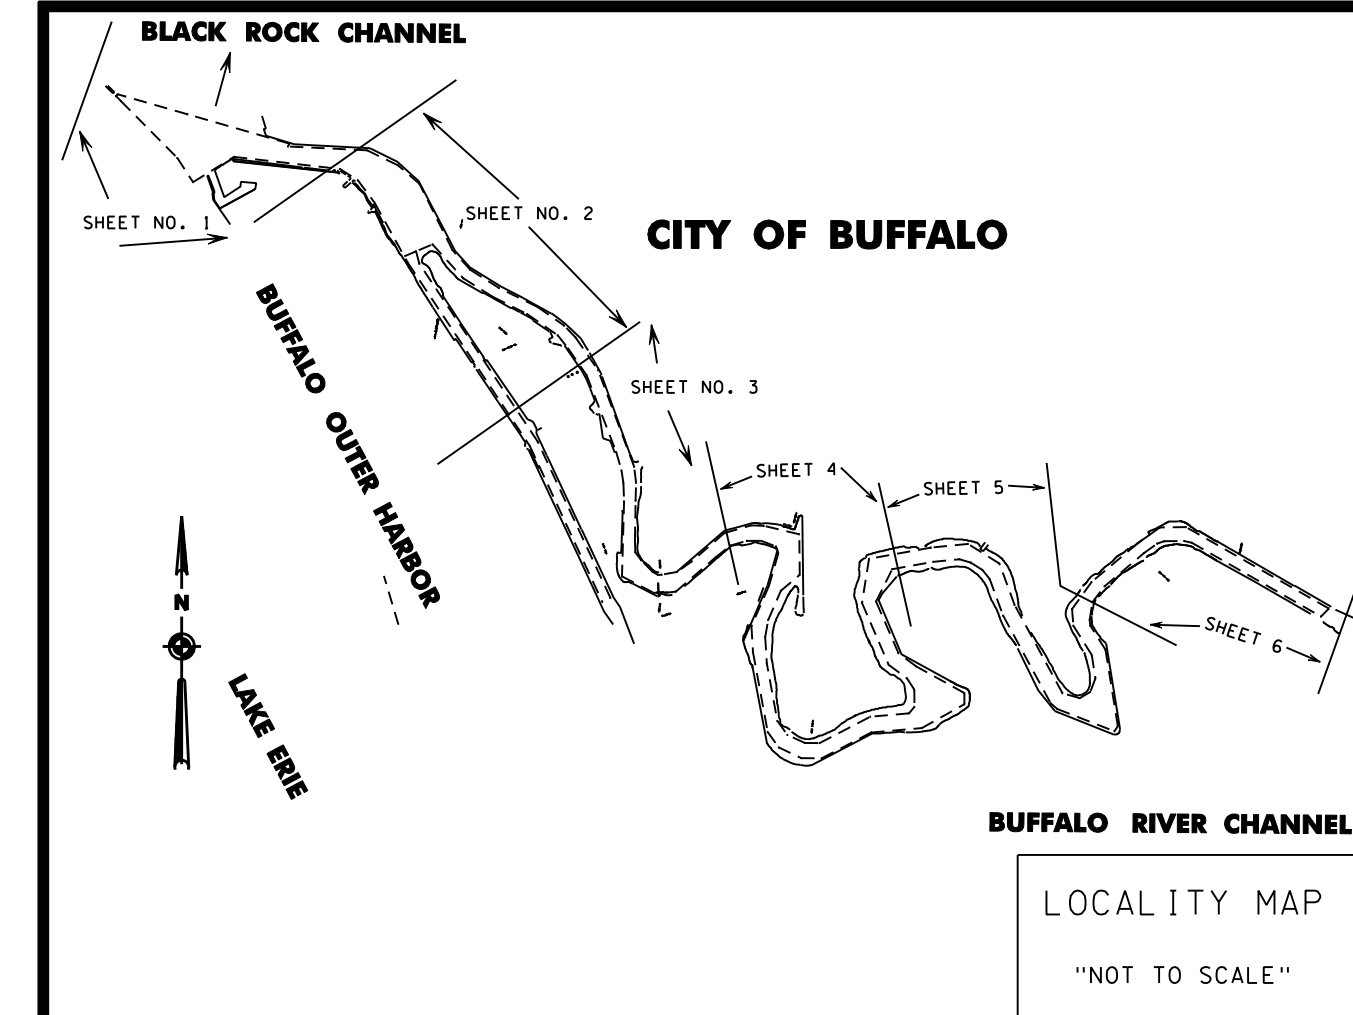 BLACK ROCK CHANNEL
SHEET NO. 1
SHEET NO. 2
CITY OF BUFFALO
BUFFALO OUTER HARBOR
SHEET NO. 3
SHEET 4
SHEET 5
N
SHEET 6
LAKE ERIE
BUFFALO RIVER CHANNEL
LOCALITY MAP
"NOT TO SCALE"